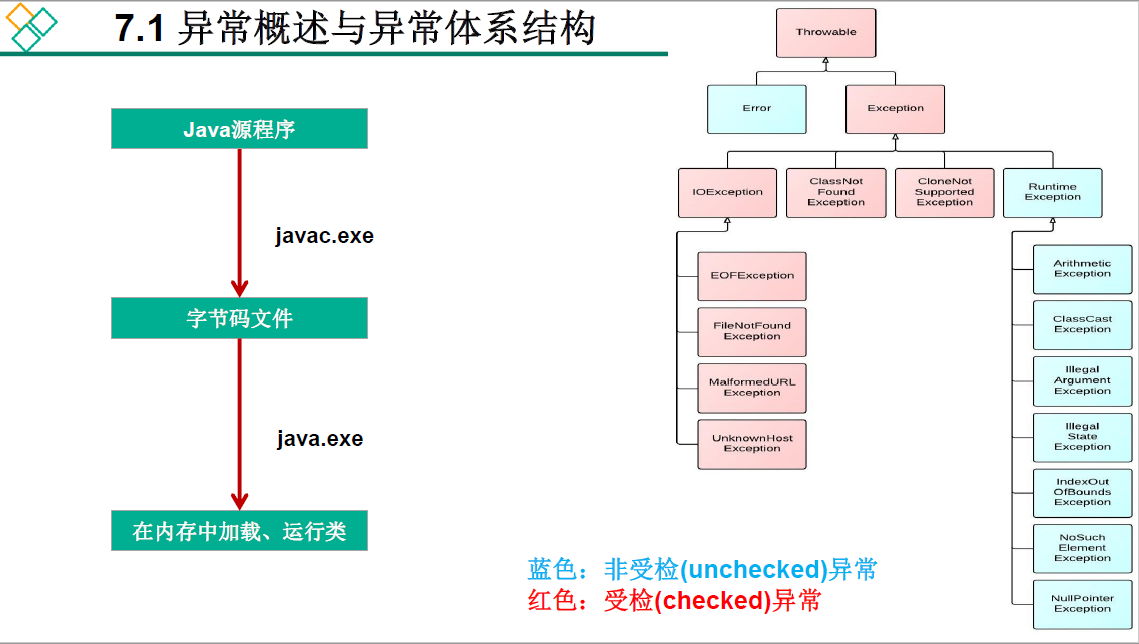 7.1 异常概述与异常体系结构
Java源程序
javac.exe
字节码文件
java.exe
在内存中加载、运行类
Throwable
Error
Exception
IOException
ClassNot
Found
Exception
CloneNot
Supported
Exception
Runtime
Exception
EOFException
FileNotFound
Exception
MalformedURL
Exception
UnknownHost
Exception
Arithmetic
Exception
ClassCast
Exception
Illegal
Argument
Exception
Illegal
State
Exception
IndexOut
OfBounds
Exception
NoSuch
Element
Exception
NullPointer
Exception
蓝色：非受检(unchecked)异常
红色：受检(checked)异常